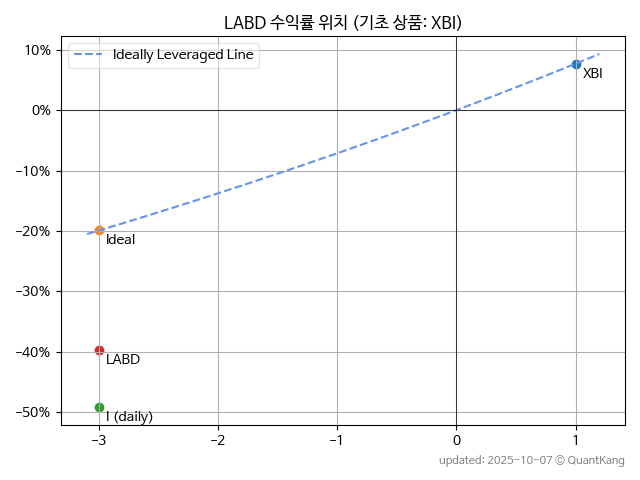 LABD 수익률 위치 (기초 상품: XBI)
10%
0%
-10%
-20%
-30%
-40%
-50%
Ideally Leveraged Line
XBI
Ideal
LABD
I (daily)
-3
-2
-1
0
1
updated: 2025-10-07 © QuantKang